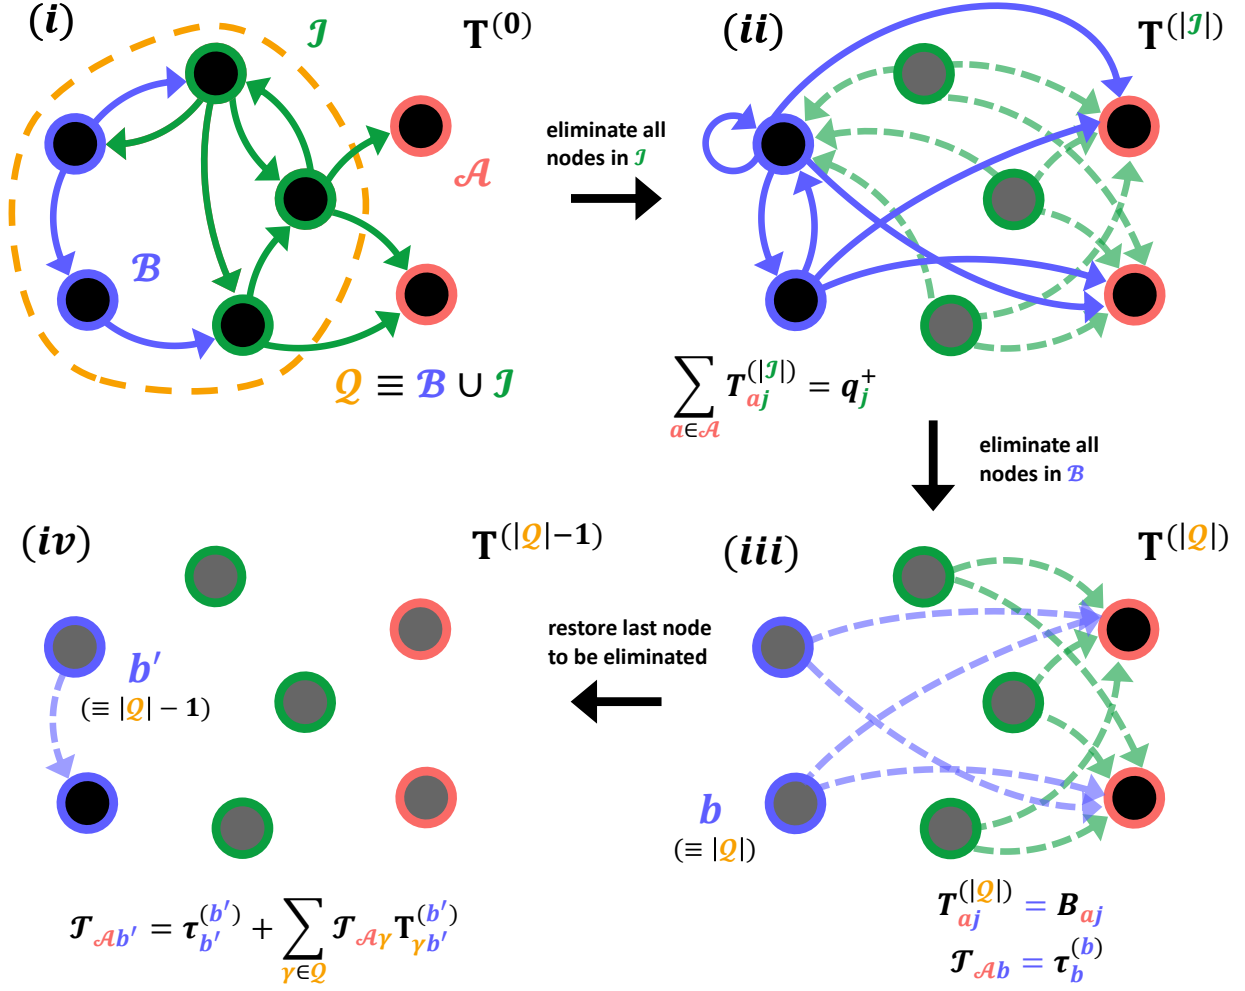 (i)
𝓘
T^(0)
𝓐
𝓑
𝓠 ≡ 𝓑 ∪ 𝓘
eliminate all
nodes in 𝓘
(ii)
T^(|𝓘|)
∑_{a∈𝓐} T_{aj}^{(|𝓘|)} = q_j^+
eliminate all
nodes in 𝓑
(iii)
T^(|𝓠|)
b
(≡ |𝓠|)
T_{aj}^{(|𝓠|)} = B_{aj}
𝓣_{𝓐b} = τ_b^{(b)}
restore last node
to be eliminated
(iv)
T^(|𝓠|−1)
b′
(≡ |𝓠| − 1)
𝓣_{𝓐b′} = τ_{b′}^{(b′)} + ∑_{γ∈𝓠} 𝓣_{𝓐γ} T_{γb′}^{(b′)}